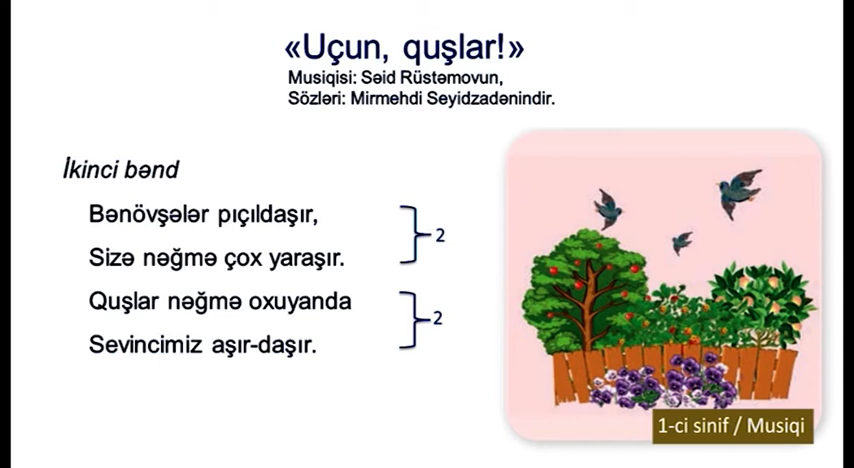 «Uçun, quşlar!»
Musiqisi: Səid Rüstəmovun,
Sözləri: Mirmehdi Seyidzadənindir.
İkinci bənd
Bənövşələr pıçıldaşır,
Sizə nəğmə çox yaraşır.
2
Quşlar nəğmə oxuyanda
Sevincimiz aşır-daşır.
2
1-ci sinif / Musiqi